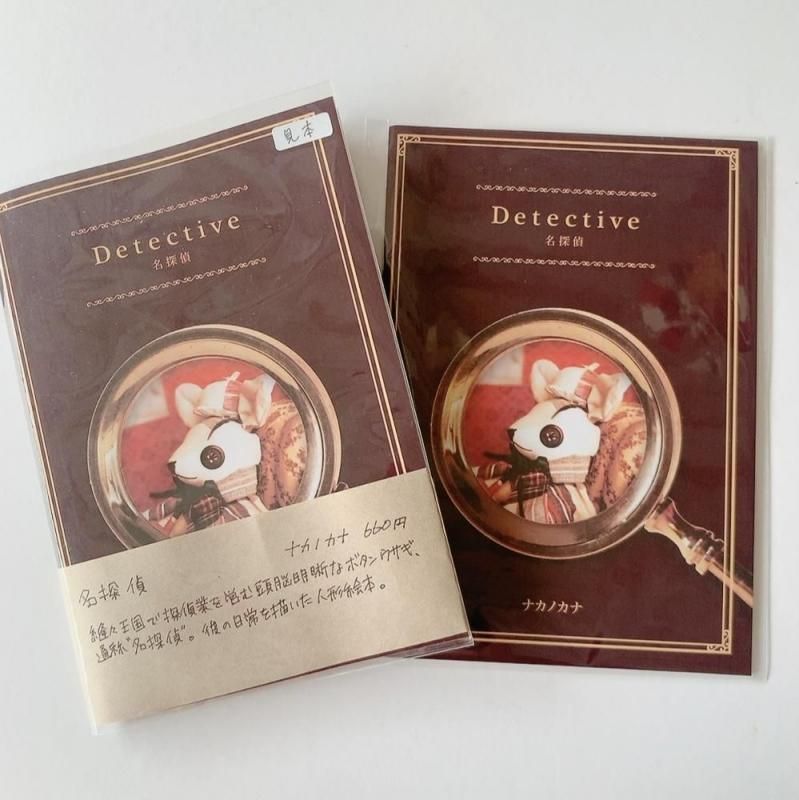 見本
Detective
名探偵
ナカノカナ 660円
名探偵
縫々王国で探偵業を営む頭脳明晰なボタンウサギ、
通称"名探偵"。彼の日常を描いた人形絵本。
Detective
名探偵
ナカノカナ